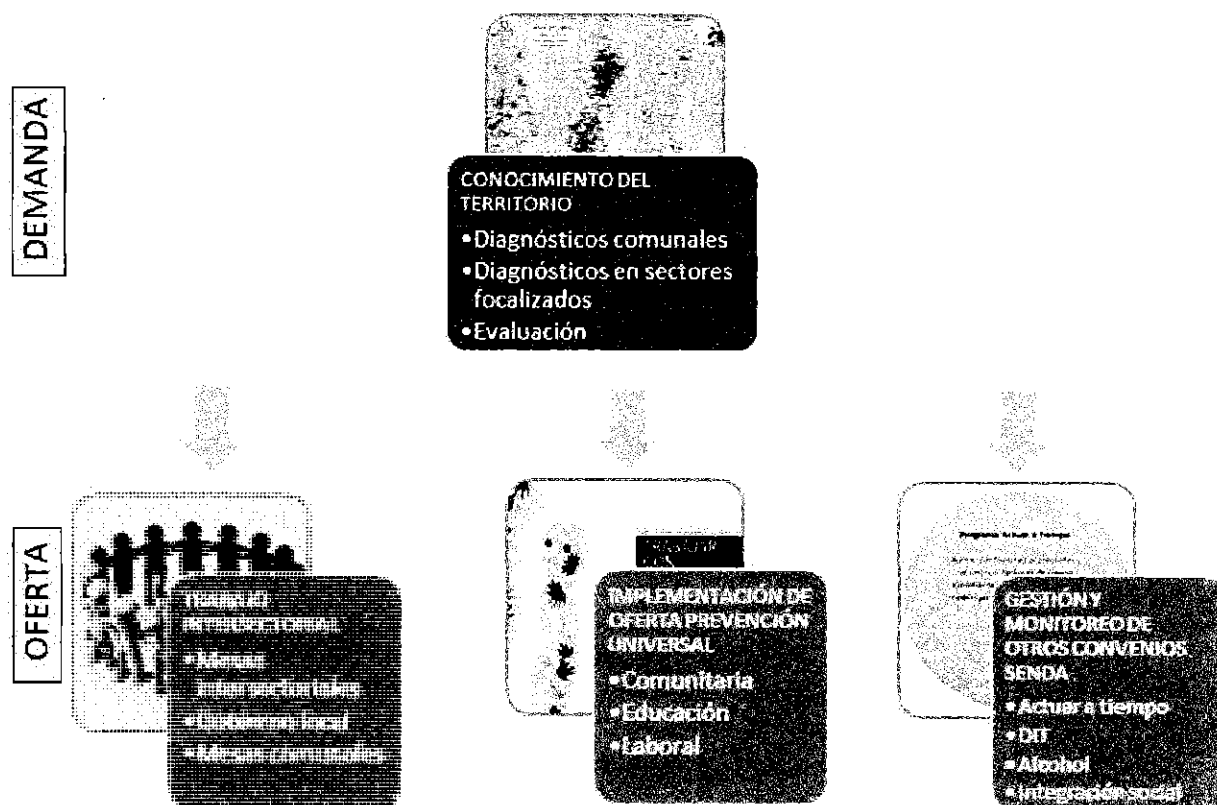 DEMANDA
CONOCIMIENTO DEL
TERRITORIO
•Diagnósticos comunales
•Diagnósticos en sectores
focalizados
•Evaluación
OFERTA
TRABAJO
INTERSECTORIAL
•Mesas
intersectoriales
•Gobierno local
•Mesas comunales
IMPLEMENTACIÓN DE
OFERTA PREVENCIÓN
UNIVERSAL
•Comunitaria
•Educación
•Laboral
Programa Actuar a Tiempo
GESTIÓN Y
MONITOREO DE
OTROS CONVENIOS
SENDA
•Actuar a tiempo
•DIT
•Alcohol
•Integración social